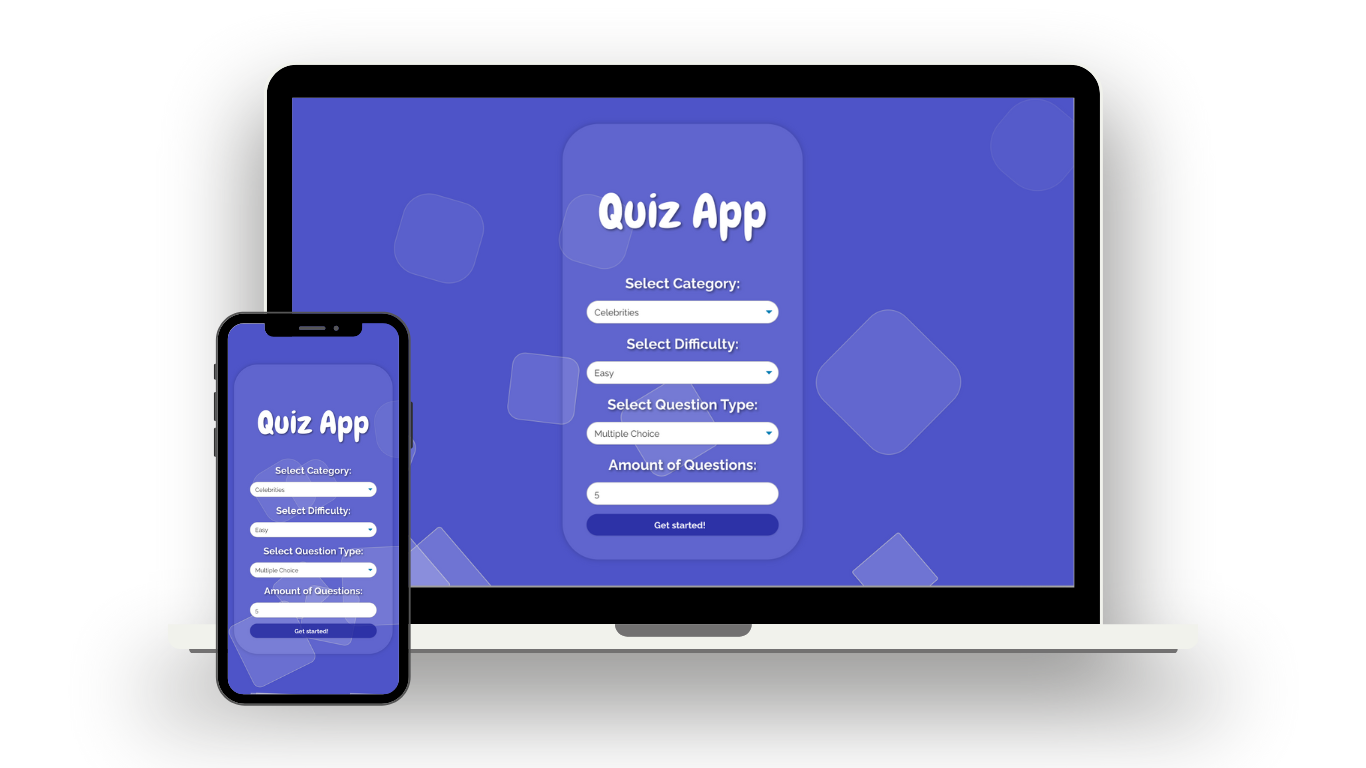 Quiz App
Select Category:
Celebrities
Select Difficulty:
Easy
Select Question Type:
Multiple Choice
Amount of Questions:
5
Get started!
Quiz App
Select Category:
Celebrities
Select Difficulty:
Easy
Select Question Type:
Multiple Choice
Amount of Questions:
5
Get started!